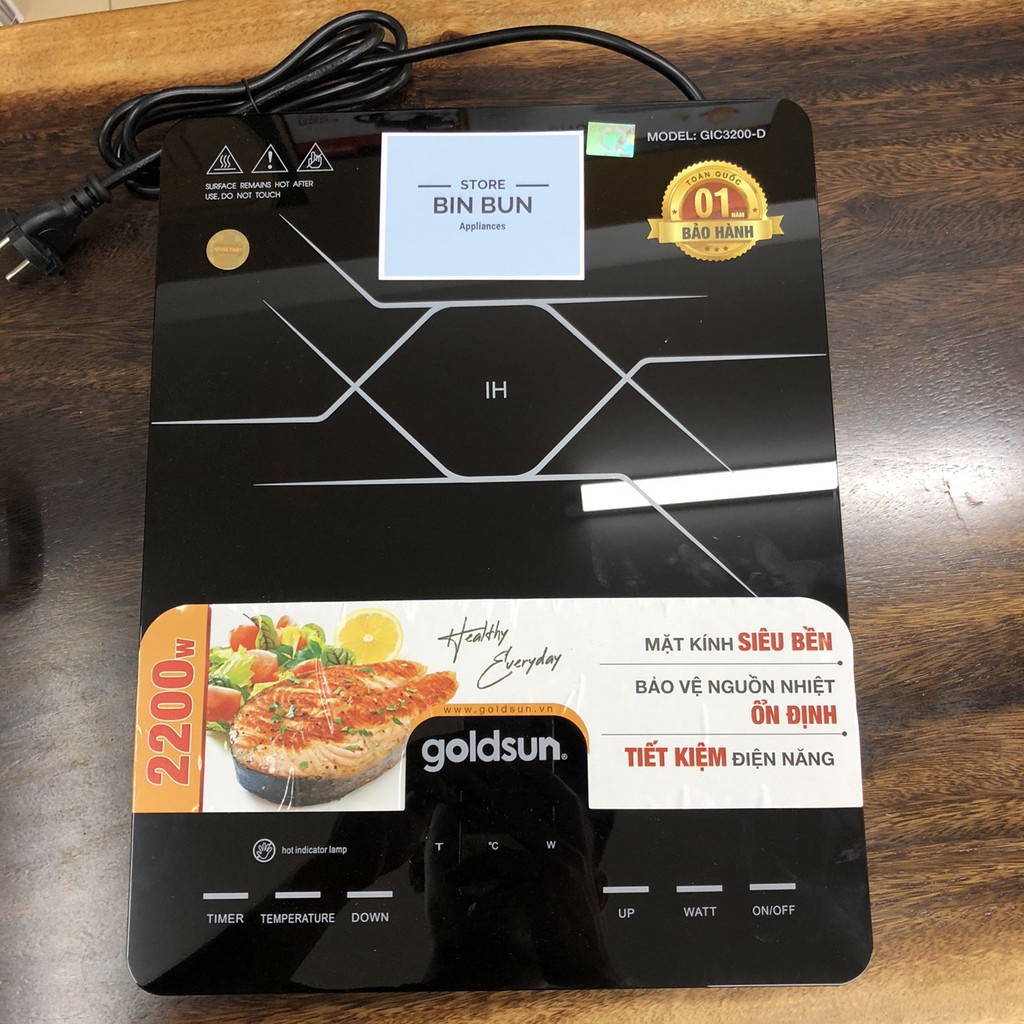 MODEL: GIC3200-D
SURFACE REMAINS HOT AFTER
USE, DO NOT TOUCH
STORE
BIN BUN
Appliances
TOÀN QUỐC
01
NĂM
BẢO HÀNH
IH
2200W
Healthy
Everyday
www.goldsun.vn
goldsun®
MẶT KÍNH SIÊU BỀN
BẢO VỆ NGUỒN NHIỆT
ỔN ĐỊNH
TIẾT KIỆM ĐIỆN NĂNG
hot indicator lamp
T °C W
TIMER TEMPERATURE DOWN UP WATT ON/OFF